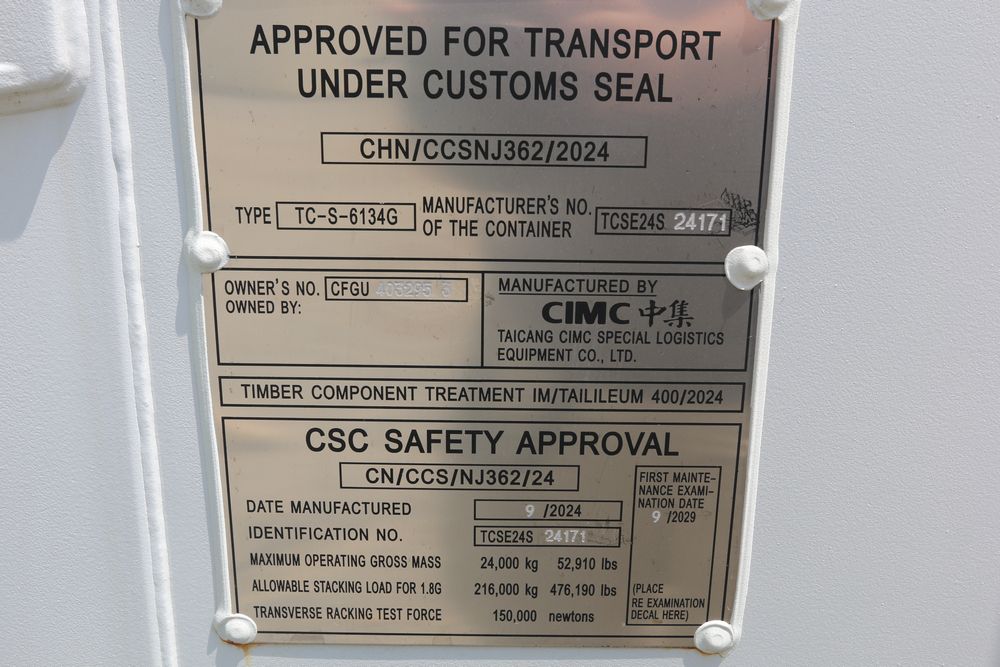 APPROVED FOR TRANSPORT
UNDER CUSTOMS SEAL
CHN/CCSNJ362/2024
TYPE TC-S-6134G MANUFACTURER'S NO. OF THE CONTAINER TCSE24S 24171
OWNER'S NO. CFGU 403295 3
OWNED BY:
MANUFACTURED BY
CIMC 中集
TAICANG CIMC SPECIAL LOGISTICS
EQUIPMENT CO., LTD.
TIMBER COMPONENT TREATMENT IM/TAILILEUM 400/2024
CSC SAFETY APPROVAL
CN/CCS/NJ362/24
DATE MANUFACTURED 9 /2024
IDENTIFICATION NO. TCSE24S 24171
MAXIMUM OPERATING GROSS MASS 24,000 kg 52,910 lbs
ALLOWABLE STACKING LOAD FOR 1.8G 216,000 kg 476,190 lbs
TRANSVERSE RACKING TEST FORCE 150,000 newtons
FIRST MAINTE-
NANCE EXAMI-
NATION DATE
9 /2029
(PLACE
RE EXAMINATION
DECAL HERE)